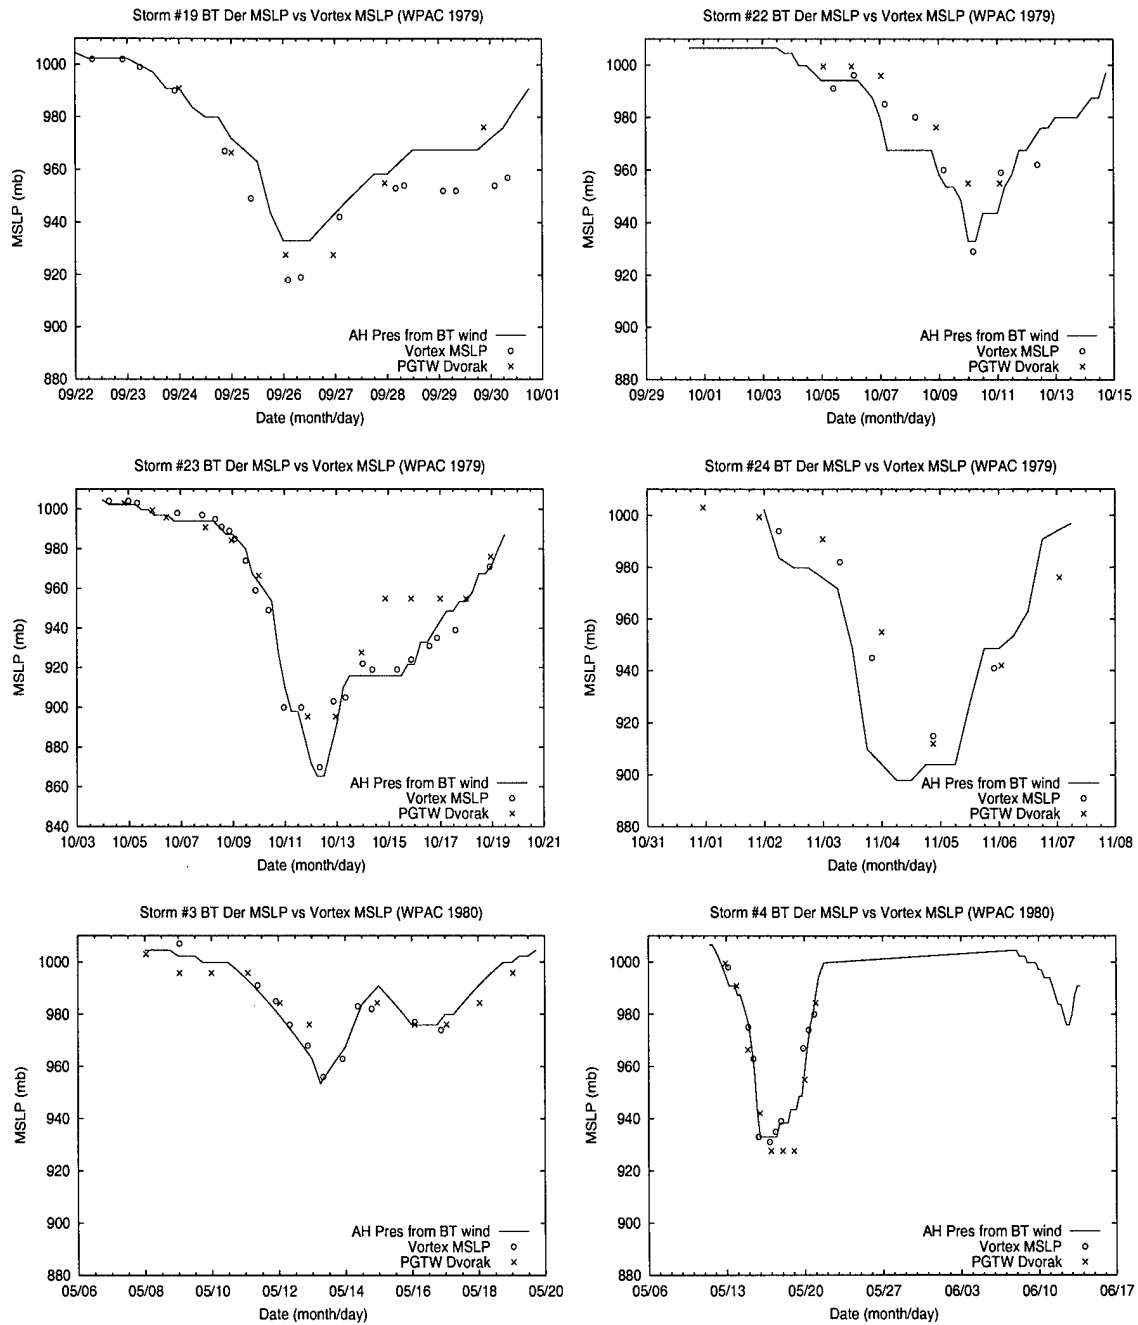 Storm #19 BT Der MSLP vs Vortex MSLP (WPAC 1979)
1000
980
960
940
920
900
880
MSLP (mb)
AH Pres from BT wind
Vortex MSLP
PGTW Dvorak
09/22 09/23 09/24 09/25 09/26 09/27 09/28 09/29 09/30 10/01
Date (month/day)
Storm #22 BT Der MSLP vs Vortex MSLP (WPAC 1979)
1000
980
960
940
920
900
880
MSLP (mb)
AH Pres from BT wind
Vortex MSLP
PGTW Dvorak
09/29 10/01 10/03 10/05 10/07 10/09 10/11 10/13 10/15
Date (month/day)
Storm #23 BT Der MSLP vs Vortex MSLP (WPAC 1979)
1000
980
960
940
920
900
880
860
840
MSLP (mb)
AH Pres from BT wind
Vortex MSLP
PGTW Dvorak
10/03 10/05 10/07 10/09 10/11 10/13 10/15 10/17 10/19 10/21
Date (month/day)
Storm #24 BT Der MSLP vs Vortex MSLP (WPAC 1979)
1000
980
960
940
920
900
880
MSLP (mb)
AH Pres from BT wind
Vortex MSLP
PGTW Dvorak
10/31 11/01 11/02 11/03 11/04 11/05 11/06 11/07 11/08
Date (month/day)
Storm #3 BT Der MSLP vs Vortex MSLP (WPAC 1980)
1000
980
960
940
920
900
880
MSLP (mb)
AH Pres from BT wind
Vortex MSLP
PGTW Dvorak
05/06 05/08 05/10 05/12 05/14 05/16 05/18 05/20
Date (month/day)
Storm #4 BT Der MSLP vs Vortex MSLP (WPAC 1980)
1000
980
960
940
920
900
880
MSLP (mb)
AH Pres from BT wind
Vortex MSLP
PGTW Dvorak
05/06 05/13 05/20 05/27 06/03 06/10 06/17
Date (month/day)